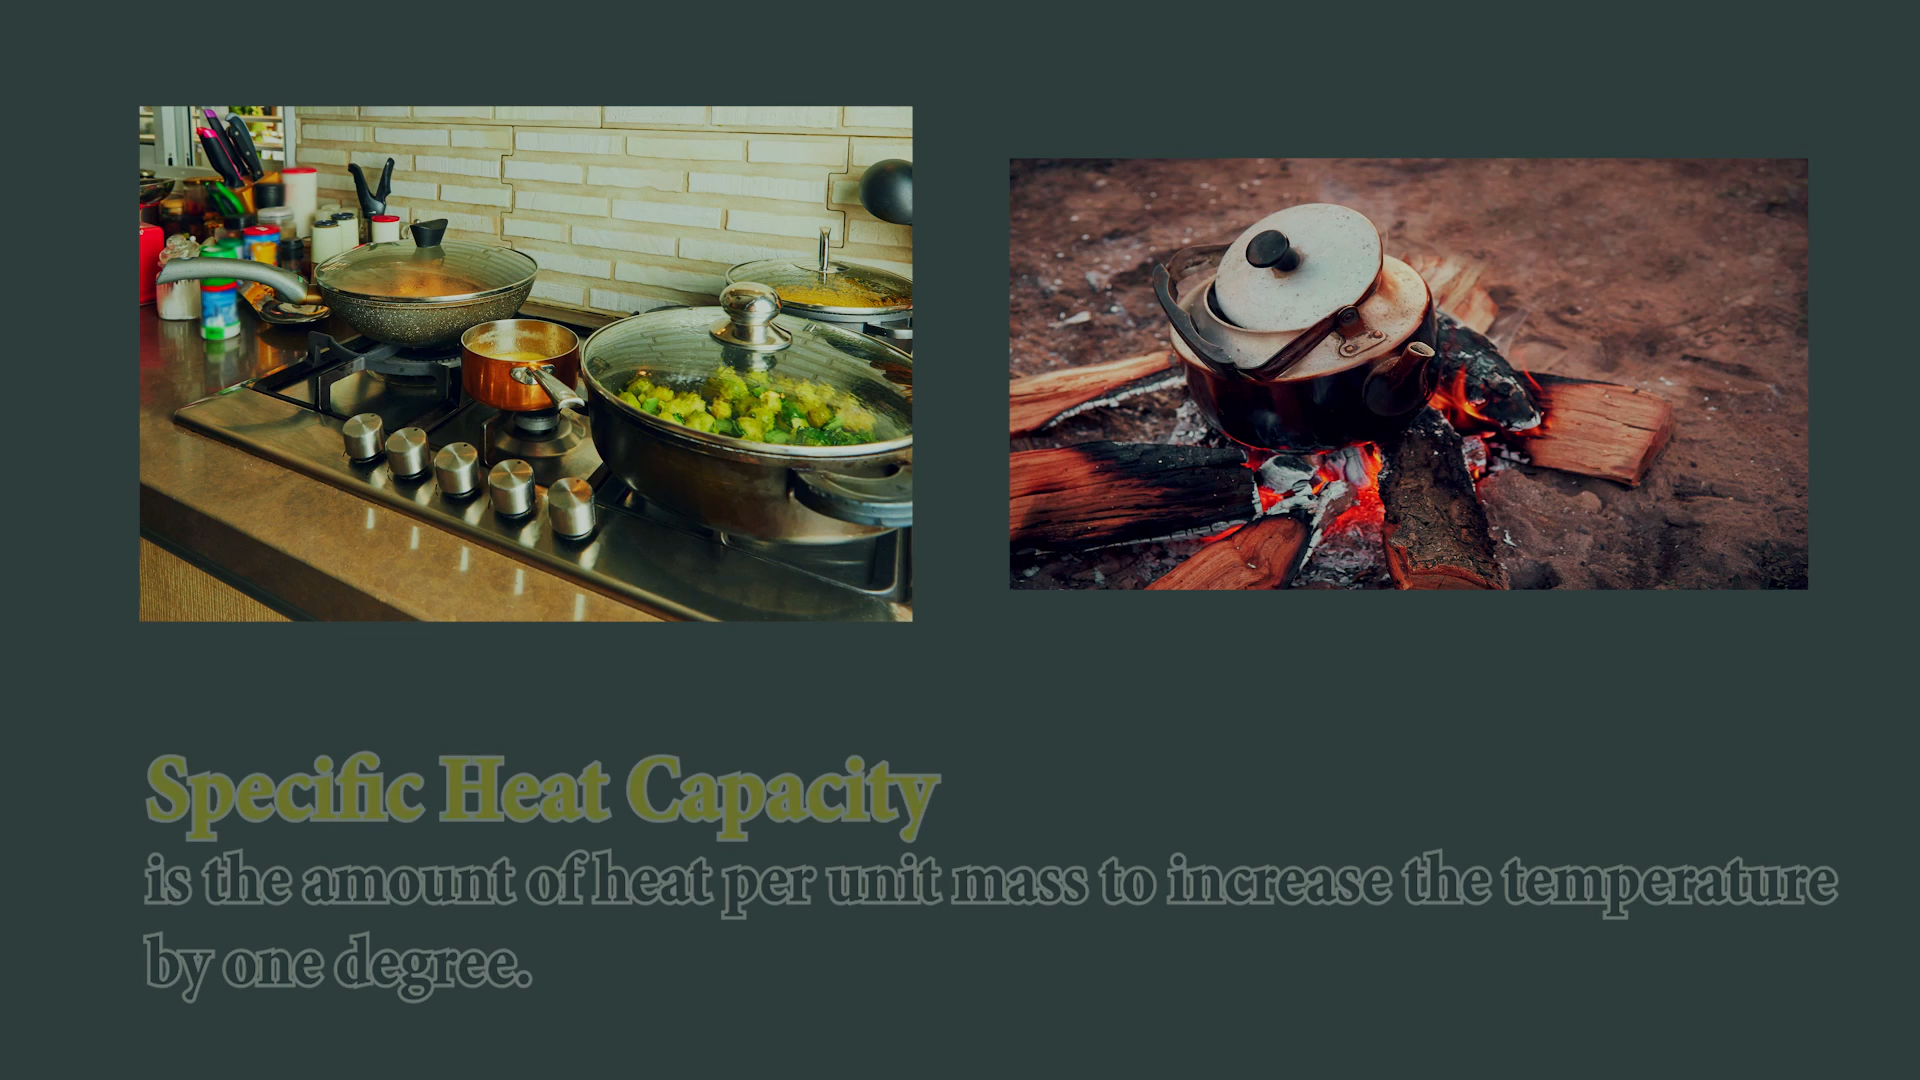 Specific Heat Capacity
is the amount of heat per unit mass to increase the temperature
by one degree.